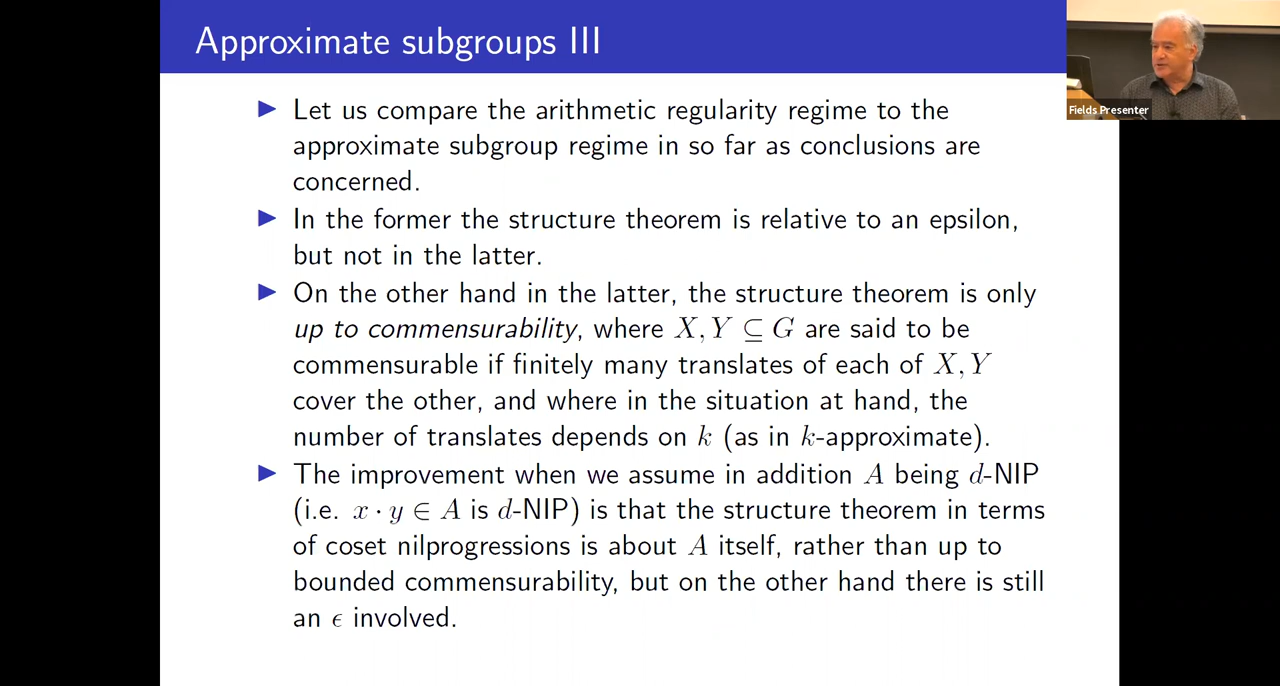 Approximate subgroups III
Fields Presenter
▶ Let us compare the arithmetic regularity regime to the
approximate subgroup regime in so far as conclusions are
concerned.
▶ In the former the structure theorem is relative to an epsilon,
but not in the latter.
▶ On the other hand in the latter, the structure theorem is only
up to commensurability, where X, Y ⊆ G are said to be
commensurable if finitely many translates of each of X, Y
cover the other, and where in the situation at hand, the
number of translates depends on k (as in k-approximate).
▶ The improvement when we assume in addition A being d-NIP
(i.e. x · y ∈ A is d-NIP) is that the structure theorem in terms
of coset nilprogressions is about A itself, rather than up to
bounded commensurability, but on the other hand there is still
an ϵ involved.